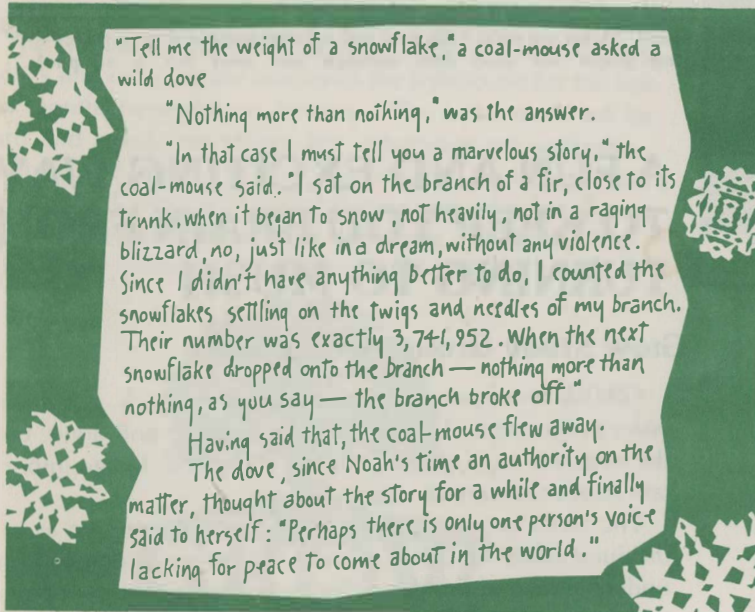 "Tell me the weight of a snowflake," a coal-mouse asked a
wild dove
"Nothing more than nothing," was the answer.
"In that case I must tell you a marvelous story," the
coal-mouse said. "I sat on the branch of a fir, close to its
trunk, when it began to snow, not heavily, not in a raging
blizzard, no, just like in a dream, without any violence.
Since I didn't have anything better to do, I counted the
snowflakes settling on the twigs and needles of my branch.
Their number was exactly 3,741,952. When the next
snowflake dropped onto the branch — nothing more than
nothing, as you say — the branch broke off"
Having said that, the coal-mouse flew away.
The dove, since Noah's time an authority on the
matter, thought about the story for a while and finally
said to herself: "Perhaps there is only one person's voice
lacking for peace to come about in the world."